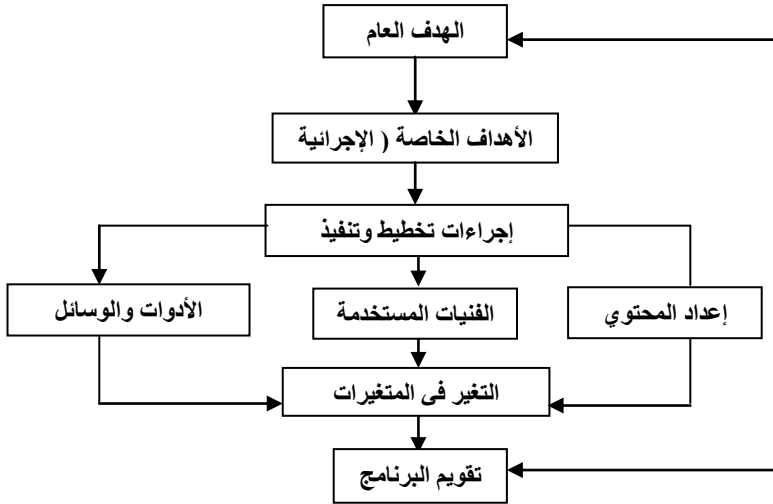 الهدف العام
الأهداف الخاصة ( الإجرائية
إجراءات تخطيط وتنفيذ
إعداد المحتوي
الفنيات المستخدمة
الأدوات والوسائل
التغير فى المتغيرات
تقويم البرنامج